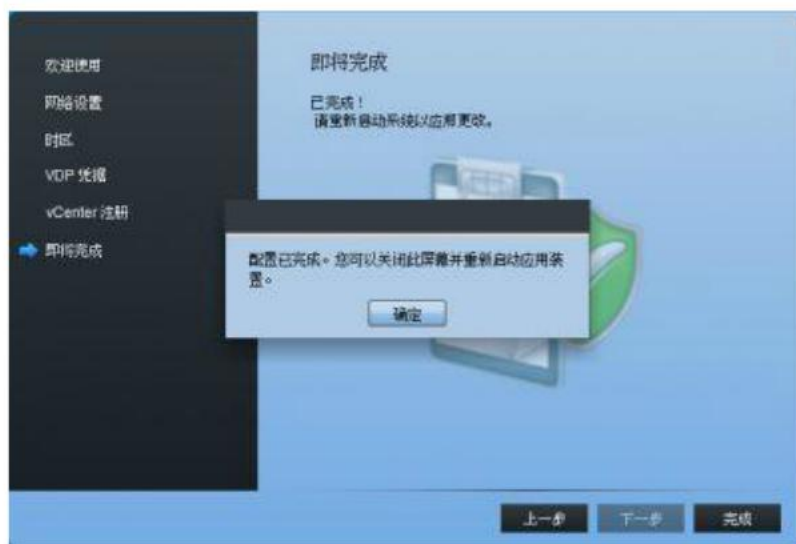 欢迎使用
网络设置
时区
VDP 凭据
vCenter 注册
即将完成
即将完成
已完成！
请重新启动系统以应用更改。
配置已完成。您可以关闭此屏幕并重新启动应用装
置。
确定
上一步
下一步
完成